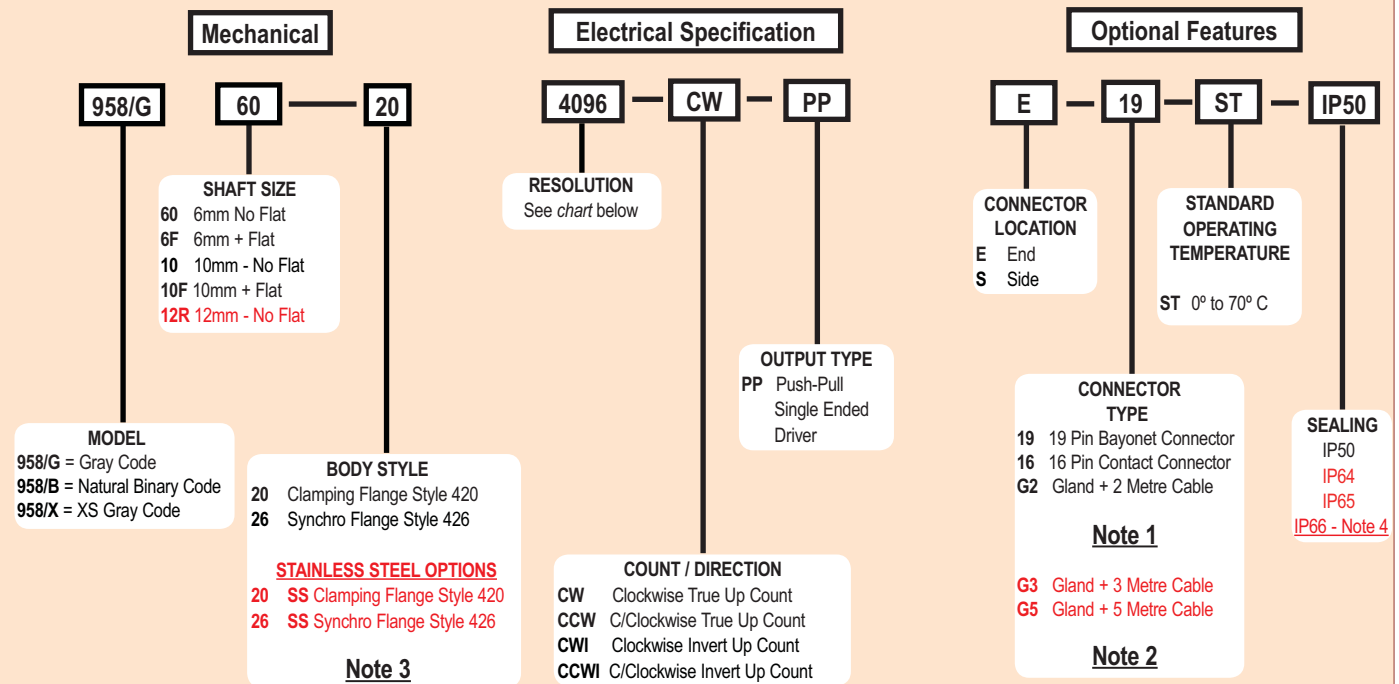 Mechanical
Electrical Specification
Optional Features
958/G
60
20
4096
CW
PP
E
19
ST
IP50
SHAFT SIZE
60 6mm No Flat
6F 6mm + Flat
10 10mm - No Flat
10F 10mm + Flat
12R 12mm - No Flat
RESOLUTION
See chart below
CONNECTOR
LOCATION
E End
S Side
STANDARD
OPERATING
TEMPERATURE
ST 0º to 70º C
OUTPUT TYPE
PP Push-Pull
Single Ended
Driver
MODEL
958/G = Gray Code
958/B = Natural Binary Code
958/X = XS Gray Code
BODY STYLE
20 Clamping Flange Style 420
26 Synchro Flange Style 426
STAINLESS STEEL OPTIONS
20 SS Clamping Flange Style 420
26 SS Synchro Flange Style 426
Note 3
COUNT / DIRECTION
CW Clockwise True Up Count
CCW C/Clockwise True Up Count
CWI Clockwise Invert Up Count
CCWI C/Clockwise Invert Up Count
CONNECTOR
TYPE
19 19 Pin Bayonet Connector
16 16 Pin Contact Connector
G2 Gland + 2 Metre Cable
Note 1
G3 Gland + 3 Metre Cable
G5 Gland + 5 Metre Cable
Note 2
SEALING
IP50
IP64
IP65
IP66 - Note 4